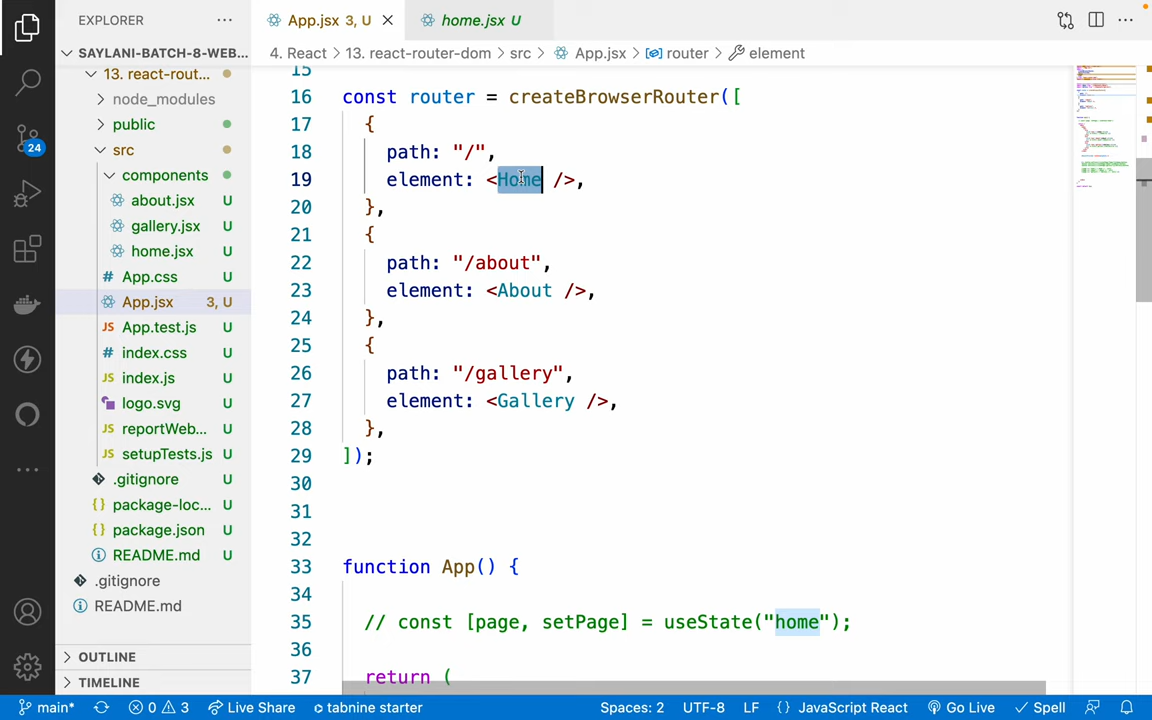 EXPLORER
App.jsx 3, U
home.jsx U
SAYLANI-BATCH-8-WEB...
4. React > 13. react-router-dom > src > App.jsx > router > element
13. react-rout...
node_modules
public
src
components
about.jsx U
gallery.jsx U
home.jsx U
App.css U
App.jsx 3, U
App.test.js U
index.css U
index.js U
logo.svg U
reportWeb... U
setupTests.js U
.gitignore U
package-loc... U
package.json U
README.md U
.gitignore
README.md
OUTLINE
TIMELINE
15
16 const router = createBrowserRouter([
17 {
18 path: "/",
19 element: <Home />,
20 },
21 {
22 path: "/about",
23 element: <About />,
24 },
25 {
26 path: "/gallery",
27 element: <Gallery />,
28 },
29 ]);
30
31
32
33 function App() {
34
35 // const [page, setPage] = useState("home");
36
37 return (
24
main* 0 3 Live Share tabnine starter Spaces: 2 UTF-8 LF {} JavaScript React Go Live Spell